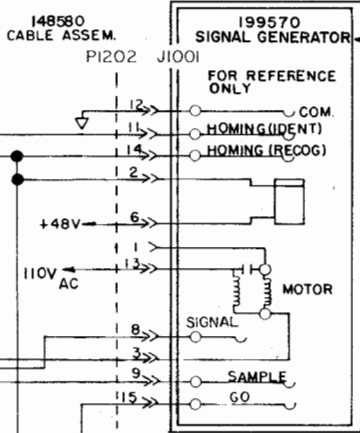 148580
CABLE ASSEM.
199570
SIGNAL GENERATOR
P1202 J1001
FOR REFERENCE
ONLY
12
COM.
11
HOMING (IDENT)
14
HOMING (RECOG)
2
6
+48V
1
13
110V
AC
MOTOR
8
SIGNAL
3
9
SAMPLE
15
GO